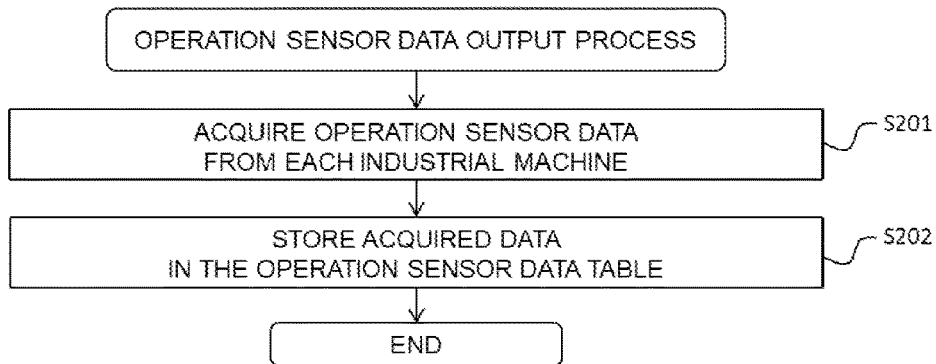 OPERATION SENSOR DATA OUTPUT PROCESS
ACQUIRE OPERATION SENSOR DATA
FROM EACH INDUSTRIAL MACHINE
S201
STORE ACQUIRED DATA
IN THE OPERATION SENSOR DATA TABLE
S202
END